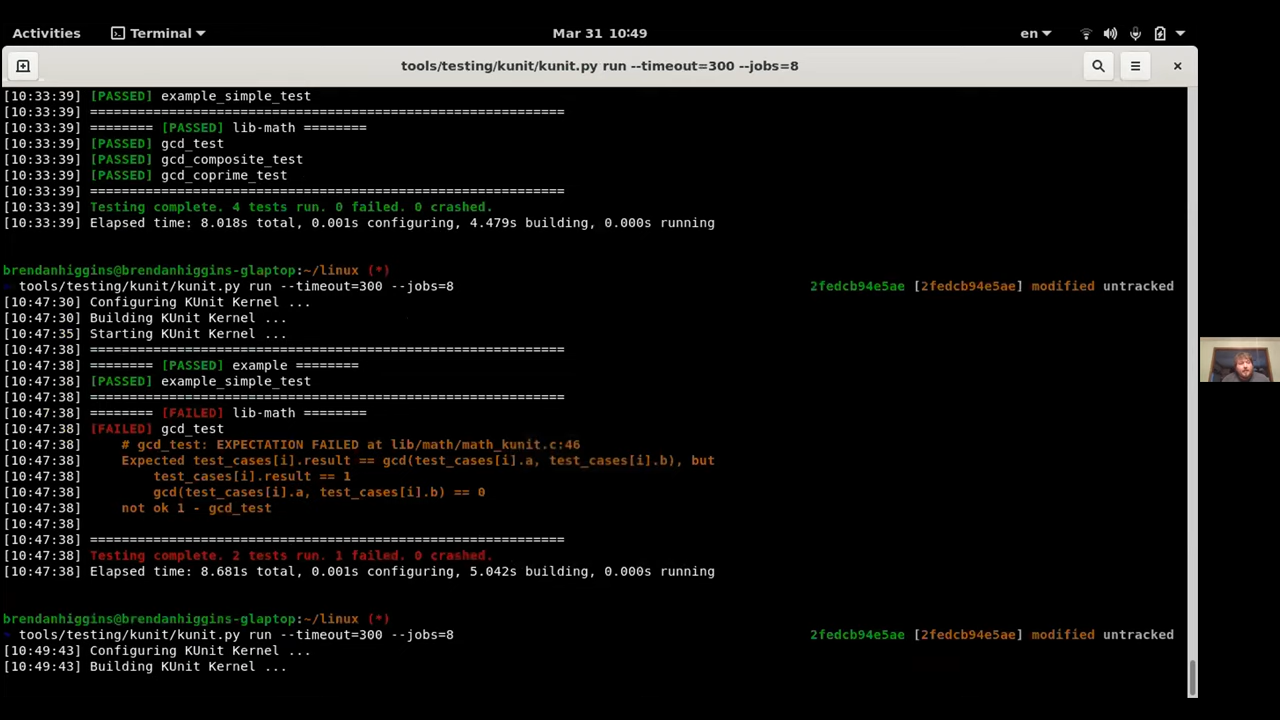 Activities Terminal Mar 31 10:49 en
tools/testing/kunit/kunit.py run --timeout=300 --jobs=8
[10:33:39] [PASSED] example_simple_test
[10:33:39] ============================================================
[10:33:39] ======== [PASSED] lib-math ========
[10:33:39] [PASSED] gcd_test
[10:33:39] [PASSED] gcd_composite_test
[10:33:39] [PASSED] gcd_coprime_test
[10:33:39] ============================================================
[10:33:39] Testing complete. 4 tests run. 0 failed. 0 crashed.
[10:33:39] Elapsed time: 8.018s total, 0.001s configuring, 4.479s building, 0.000s running
brendanhiggins@brendanhiggins-glaptop:~/linux (*)
~ tools/testing/kunit/kunit.py run --timeout=300 --jobs=8 2fedcb94e5ae [2fedcb94e5ae] modified untracked
[10:47:30] Configuring KUnit Kernel ...
[10:47:30] Building KUnit Kernel ...
[10:47:35] Starting KUnit Kernel ...
[10:47:38] ============================================================
[10:47:38] ======== [PASSED] example ========
[10:47:38] [PASSED] example_simple_test
[10:47:38] ============================================================
[10:47:38] ======== [FAILED] lib-math ========
[10:47:38] [FAILED] gcd_test
[10:47:38] # gcd_test: EXPECTATION FAILED at lib/math/math_kunit.c:46
[10:47:38] Expected test_cases[i].result == gcd(test_cases[i].a, test_cases[i].b), but
[10:47:38] test_cases[i].result == 1
[10:47:38] gcd(test_cases[i].a, test_cases[i].b) == 0
[10:47:38] not ok 1 - gcd_test
[10:47:38]
[10:47:38] ============================================================
[10:47:38] Testing complete. 2 tests run. 1 failed. 0 crashed.
[10:47:38] Elapsed time: 8.681s total, 0.001s configuring, 5.042s building, 0.000s running
brendanhiggins@brendanhiggins-glaptop:~/linux (*)
~ tools/testing/kunit/kunit.py run --timeout=300 --jobs=8 2fedcb94e5ae [2fedcb94e5ae] modified untracked
[10:49:43] Configuring KUnit Kernel ...
[10:49:43] Building KUnit Kernel ...